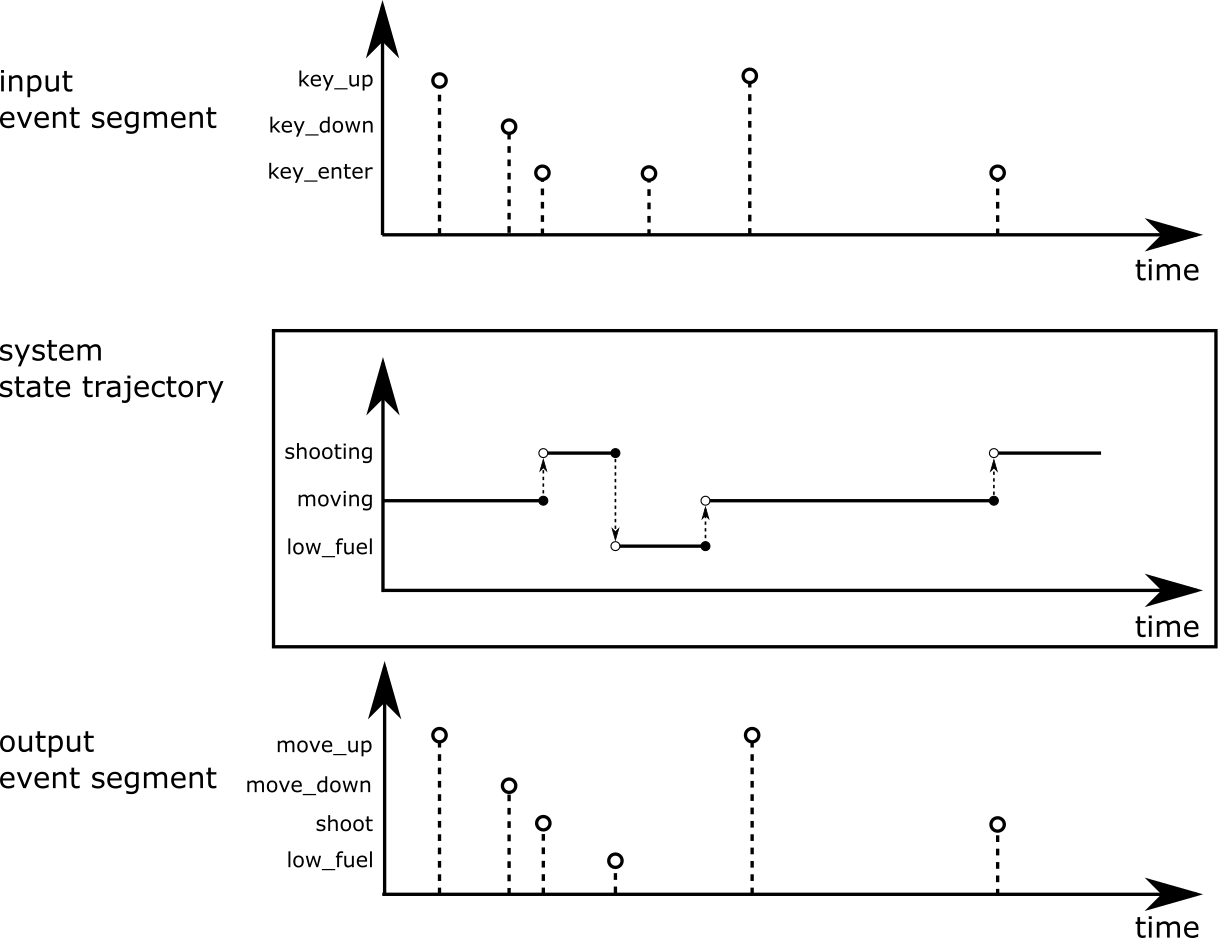 input
event segment
key_up
key_down
key_enter
time
system
state trajectory
shooting
moving
low_fuel
time
output
event segment
move_up
move_down
shoot
low_fuel
time